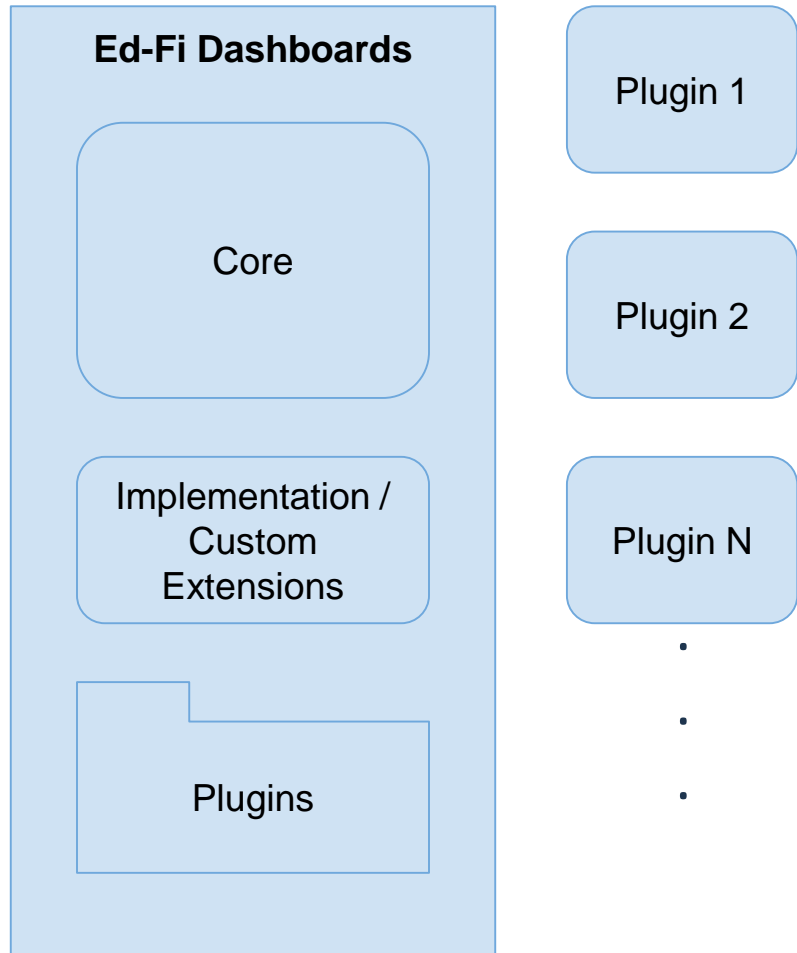 Ed-Fi Dashboards
Core
Implementation /
Custom
Extensions
Plugins
Plugin 1
Plugin 2
Plugin N
.
.
.